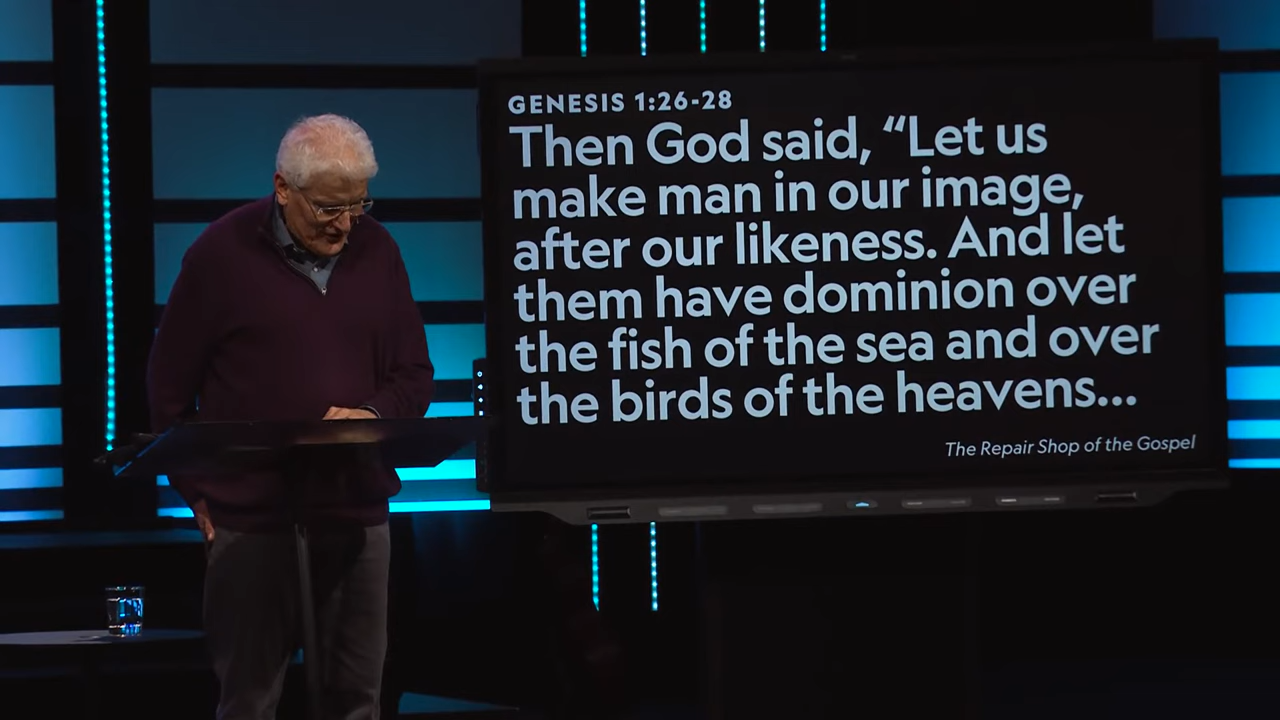 GENESIS 1:26-28
Then God said, “Let us
make man in our image,
after our likeness. And let
them have dominion over
the fish of the sea and over
the birds of the heavens...
The Repair Shop of the Gospel